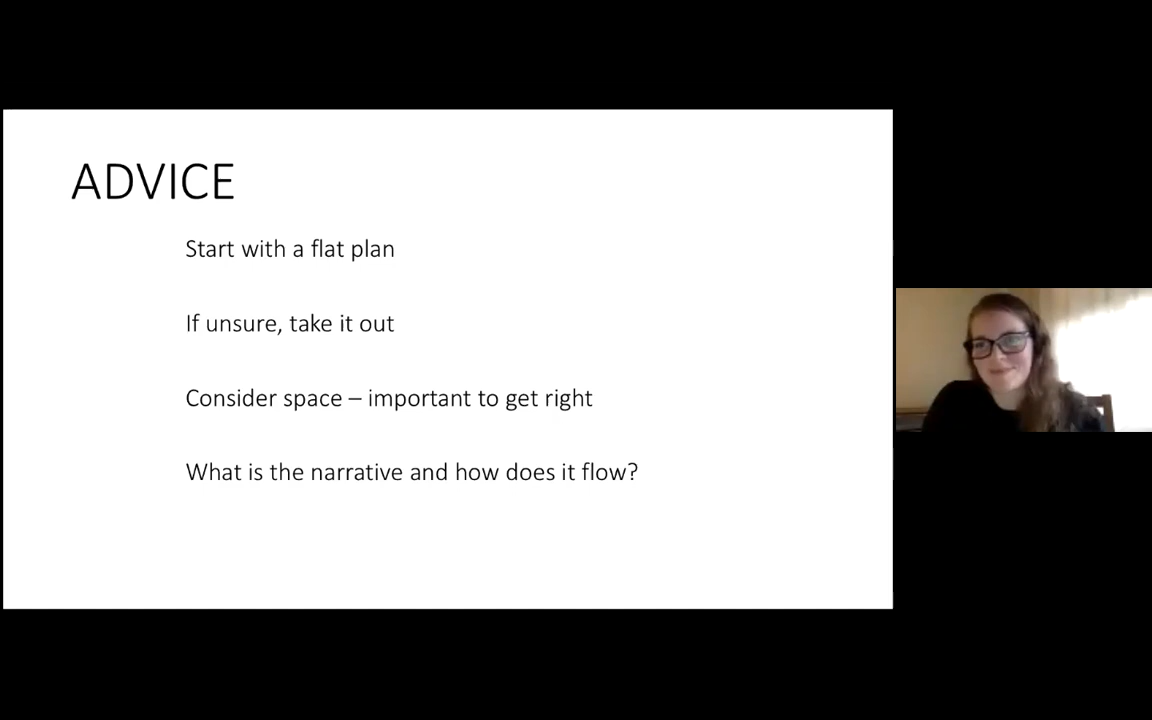 ADVICE
Start with a flat plan
If unsure, take it out
Consider space – important to get right
What is the narrative and how does it flow?